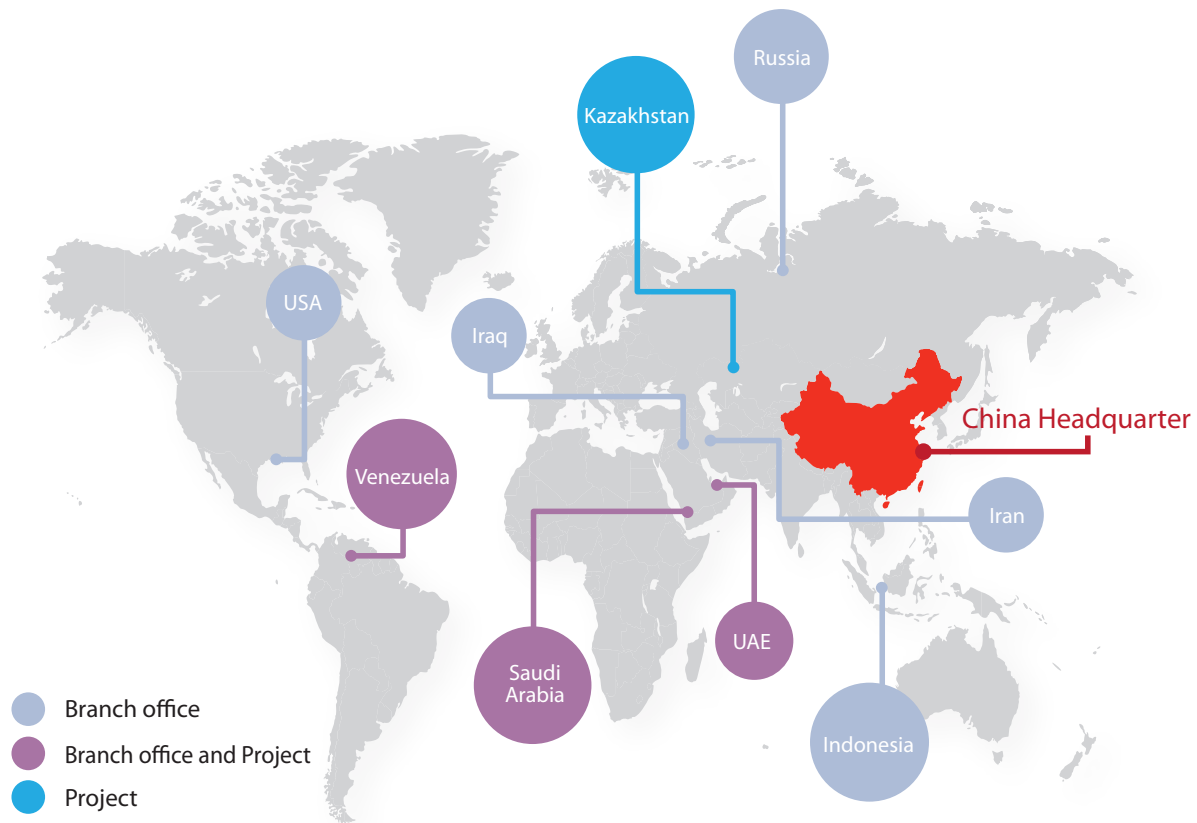 Russia
Kazakhstan
USA
Iraq
China Headquarter
Venezuela
Iran
UAE
Saudi
Arabia
Indonesia
Branch office
Branch office and Project
Project